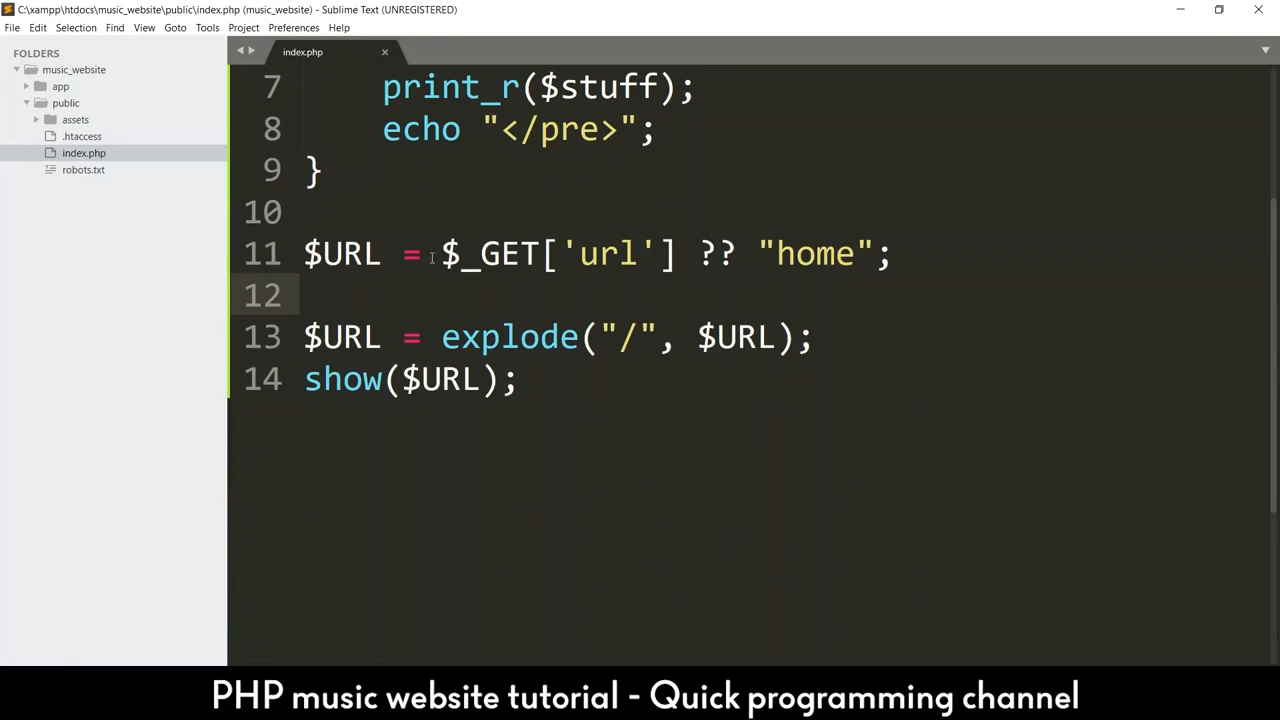 C:\xampp\htdocs\music_website\public\index.php (music_website) - Sublime Text (UNREGISTERED)
File Edit Selection Find View Goto Tools Project Preferences Help
FOLDERS
music_website
app
public
assets
.htaccess
index.php
robots.txt
index.php
7 print_r($stuff);
8 echo "</pre>";
9 }
10
11 $URL = $_GET['url'] ?? "home";
12
13 $URL = explode("/", $URL);
14 show($URL);
PHP music website tutorial - Quick programming channel